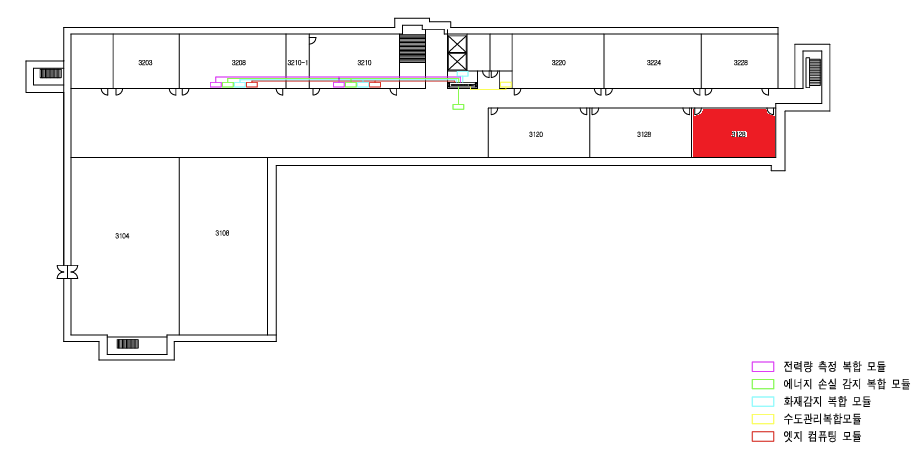 3203
3208
3210-1
3210
3220
3224
3228
3120
3128
3104
3108
전력량 측정 복합 모듈
에너지 손실 감지 복합 모듈
화재감지 복합 모듈
수도관리복합모듈
엣지 컴퓨팅 모듈